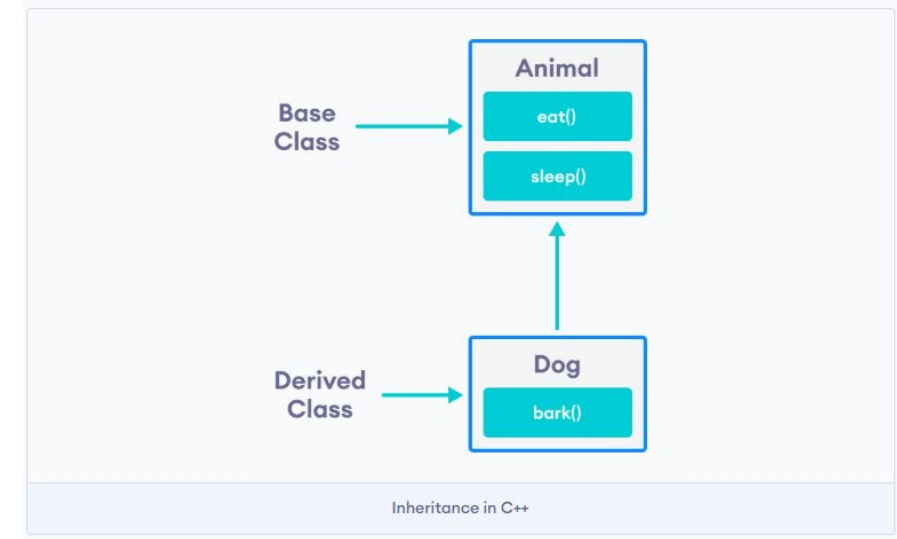 Animal
Base
Class
eat()
sleep()
Dog
Derived
Class
bark()
Inheritance in C++